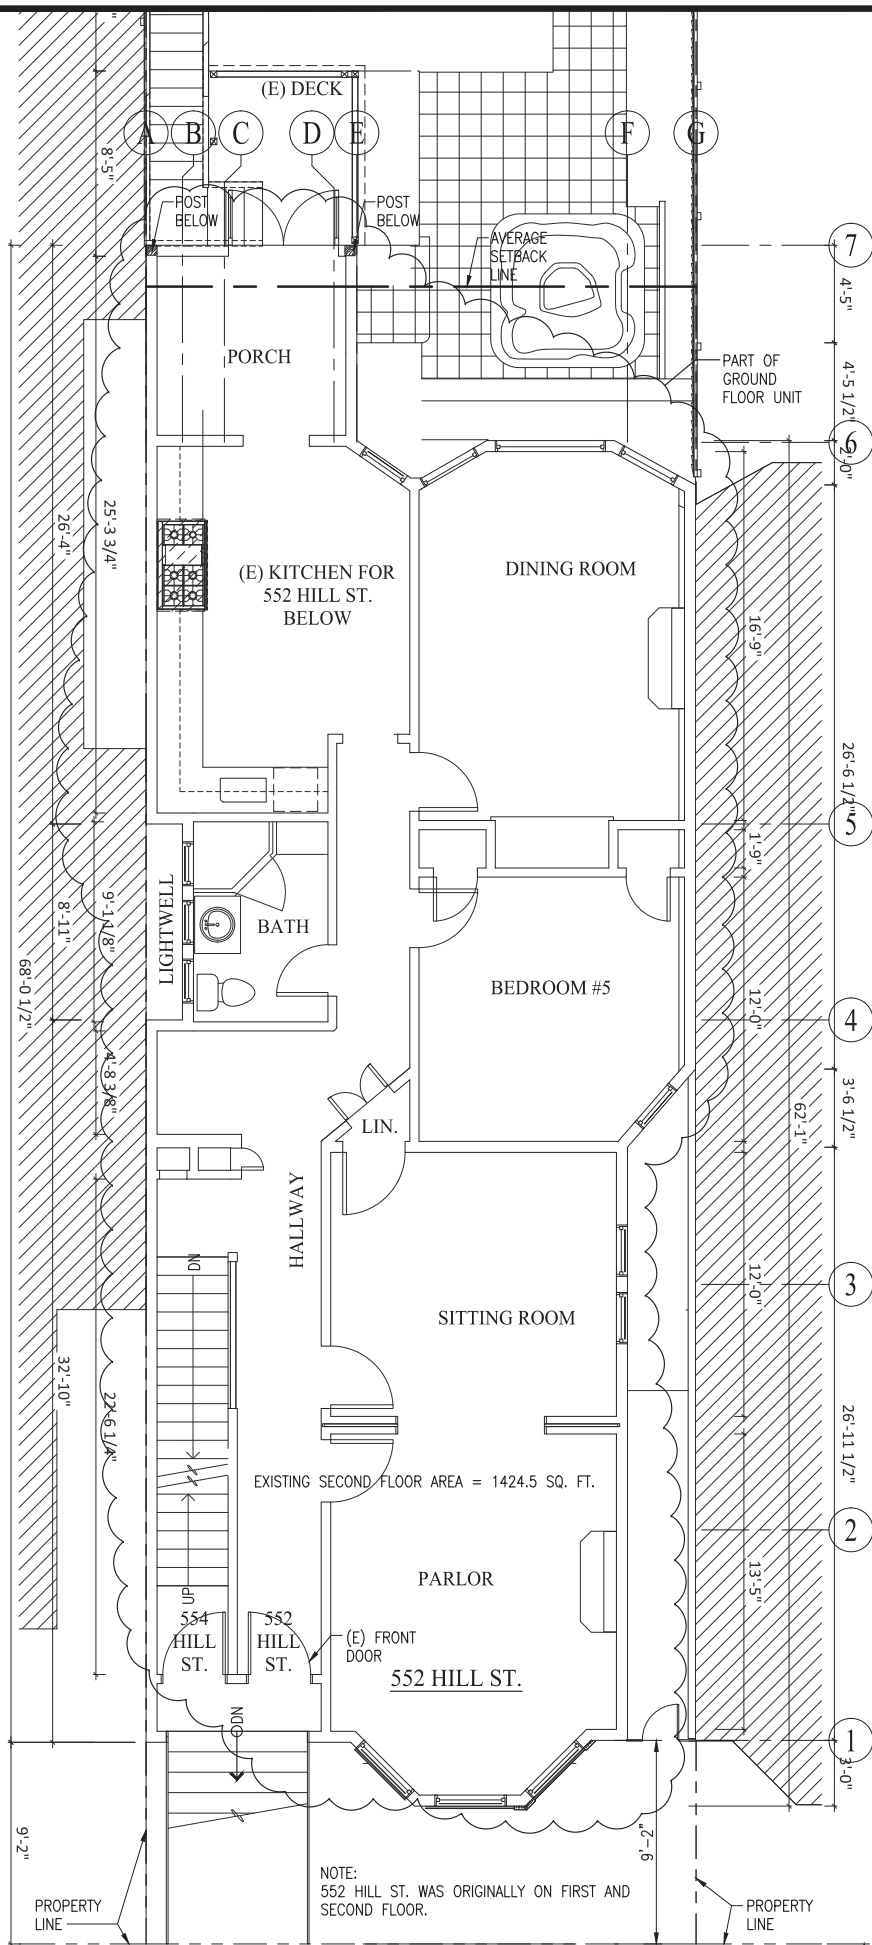 (E) DECK
A
B
C
D
E
F
G
8'-5"
POST
BELOW
POST
BELOW
AVERAGE
SETBACK
LINE
7
4'-5"
PORCH
PART OF
GROUND
FLOOR UNIT
4'-5 1/2"
6
2'-0"
26'-4"
25'-3 3/4"
(E) KITCHEN FOR
552 HILL ST.
BELOW
DINING ROOM
16'-9"
26'-6 1/2"
5
1'-9"
LIGHTWELL
BATH
9'-1 1/8"
8'-11"
68'-0 1/2"
BEDROOM #5
12'-0"
4
4'-8 3/8"
3'-6 1/2"
62'-1"
LIN.
HALLWAY
DN
SITTING ROOM
12'-0"
3
32'-10"
22'-6 1/4"
26'-11 1/2"
EXISTING SECOND FLOOR AREA = 1424.5 SQ. FT.
2
PARLOR
13'-5"
UP
554
HILL
ST.
552
HILL
ST.
(E) FRONT
DOOR
552 HILL ST.
DN
1
3'-0"
9'-2"
9'-2"
NOTE:
552 HILL ST. WAS ORIGINALLY ON FIRST AND
SECOND FLOOR.
PROPERTY
LINE
PROPERTY
LINE